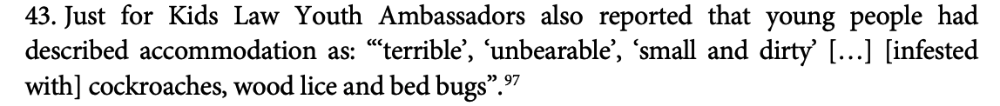 43. Just for Kids Law Youth Ambassadors also reported that young people had
described accommodation as: “‘terrible’, ‘unbearable’, ‘small and dirty’ […] [infested
with] cockroaches, wood lice and bed bugs”.97